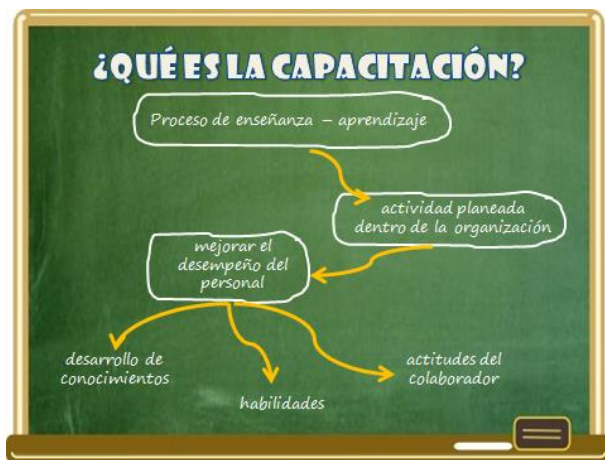 ¿QUÉ ES LA CAPACITACIÓN?
Proceso de enseñanza – aprendizaje
actividad planeada
dentro de la organización
mejorar el
desempeño del
personal
desarrollo de
conocimientos
habilidades
actitudes del
colaborador